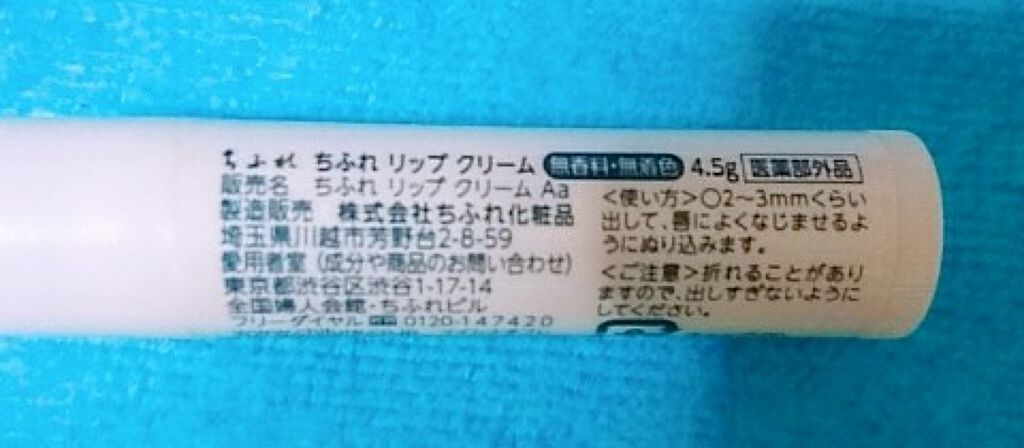 ちふれ ちふれ リップ クリーム 無香料・無着色 4.5g 医薬部外品
販売名 ちふれ リップ クリーム Aa
製造販売 株式会社ちふれ化粧品
埼玉県川越市芳野台2-8-59
愛用者室(成分や商品のお問い合わせ)
東京都渋谷区渋谷1-17-14
全国婦人会館・ちふれビル
フリーダイヤル 0120-147420
<使い方>○2〜3mmくらい
出して、唇によくなじませるよ
うにぬり込みます。
<ご注意>折れることがあり
ますので、出しすぎないように
してください。